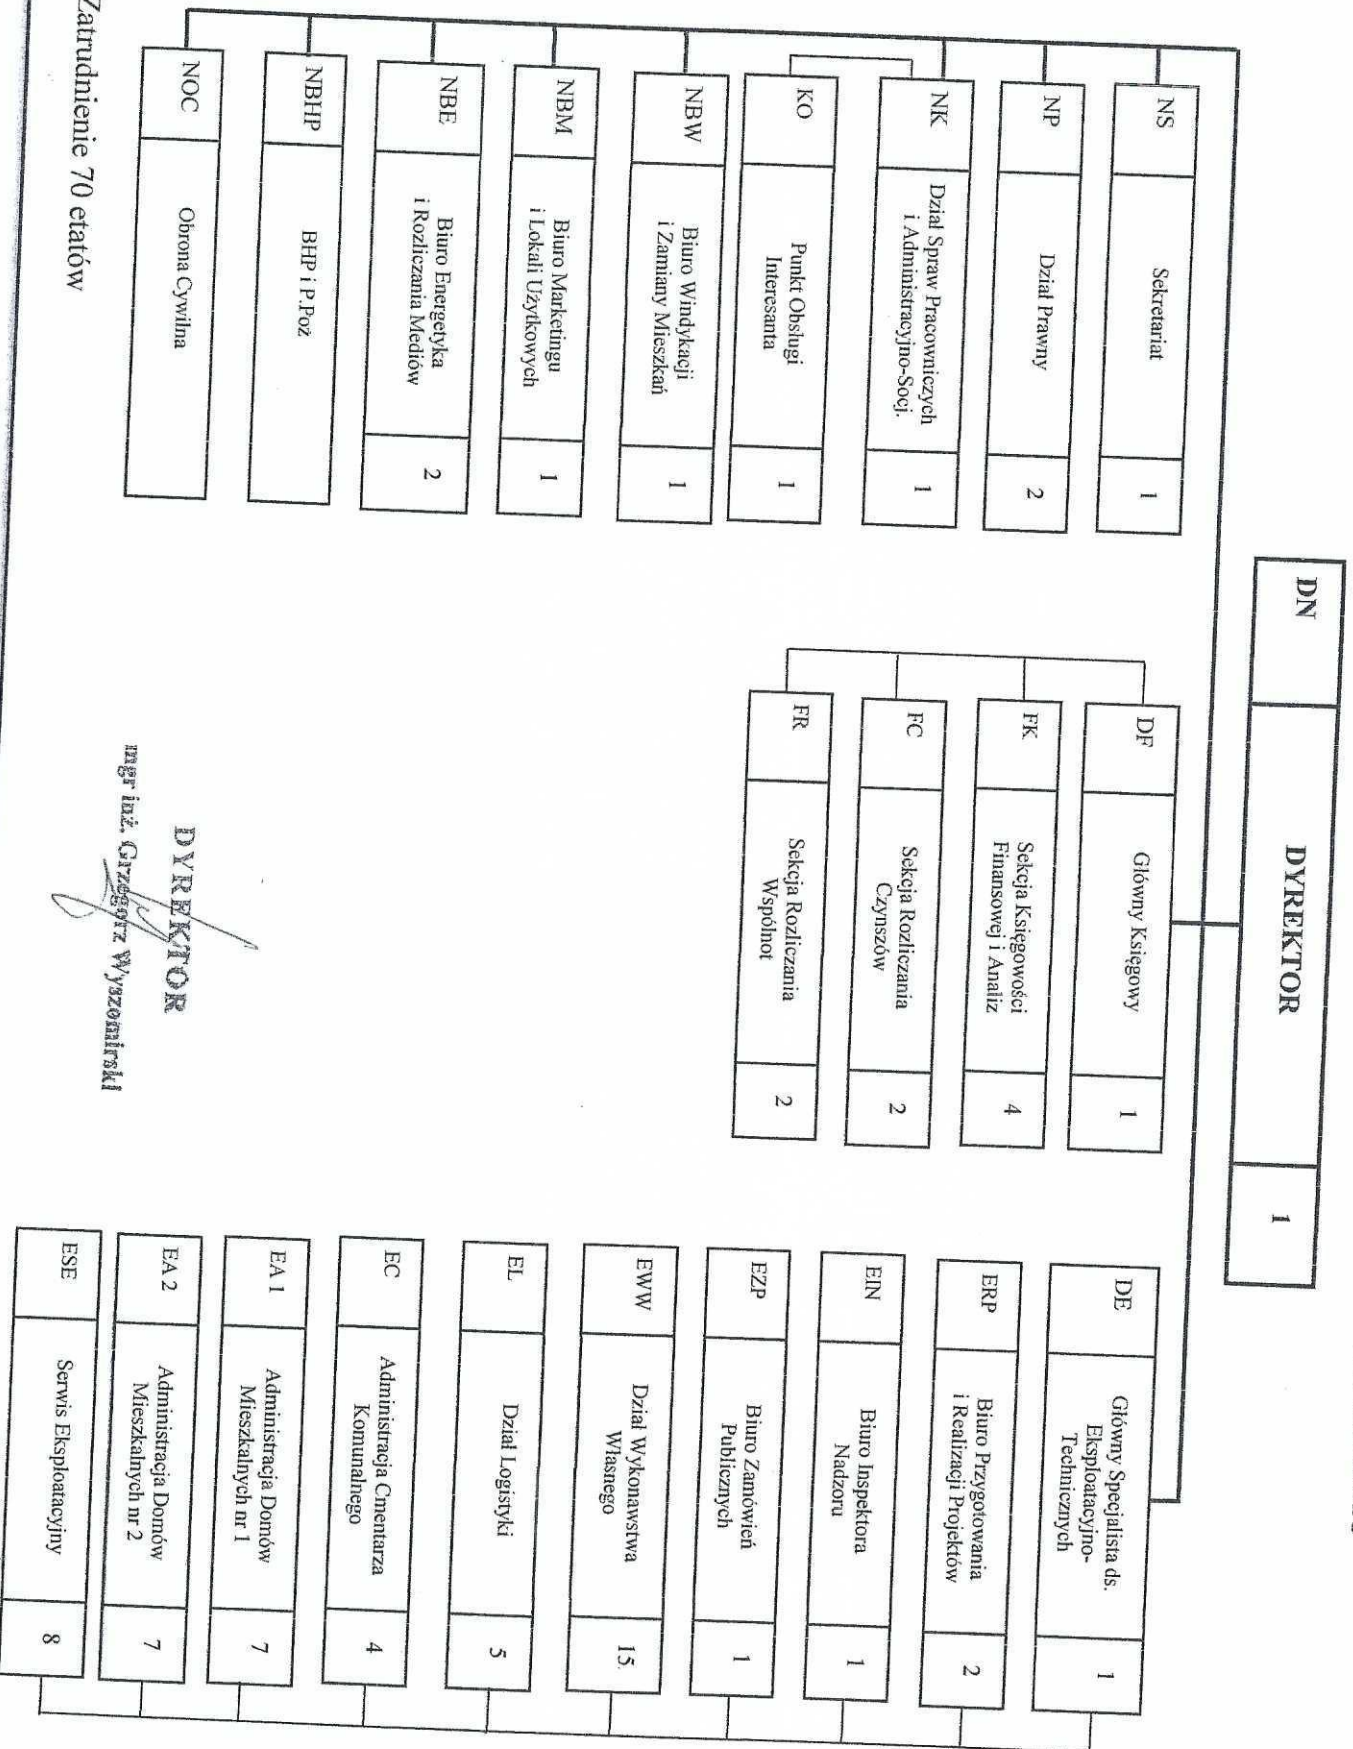 DN
DYREKTOR
1
NS
Sekretariat
1
NP
Dział Prawny
2
NK
Dział Spraw Pracowniczych
i Administracyjno-Socj.
1
KO
Punkt Obsługi
Interesanta
1
NBW
Biuro Windykacji
i Zamiany Mieszkań
1
NBM
Biuro Marketingu
i Lokali Użytkowych
1
NBE
Biuro Energetyka
i Rozliczania Mediów
2
NBHP
BHP i P.Poż
NOC
Obrona Cywilna
DF
Główny Księgowy
1
FK
Sekcja Księgowości
Finansowej i Analiz
4
FC
Sekcja Rozliczania
Czynszów
2
FR
Sekcja Rozliczania
Wspólnot
2
DE
Główny Specjalista ds.
Eksploatacyjno-
Technicznych
1
ERP
Biuro Przygotowania
i Realizacji Projektów
2
EIN
Biuro Inspektora
Nadzoru
1
EZP
Biuro Zamówień
Publicznych
1
EWW
Dział Wykonawstwa
Własnego
15
EL
Dział Logistyki
5
EC
Administracja Cmentarza
Komunalnego
4
EA 1
Administracja Domów
Mieszkalnych nr 1
7
EA 2
Administracja Domów
Mieszkalnych nr 2
7
ESE
Serwis Eksploatacyjny
8
DYREKTOR
mgr inż. Grzegorz Wyszomirski
Zatrudnienie 70 etatów